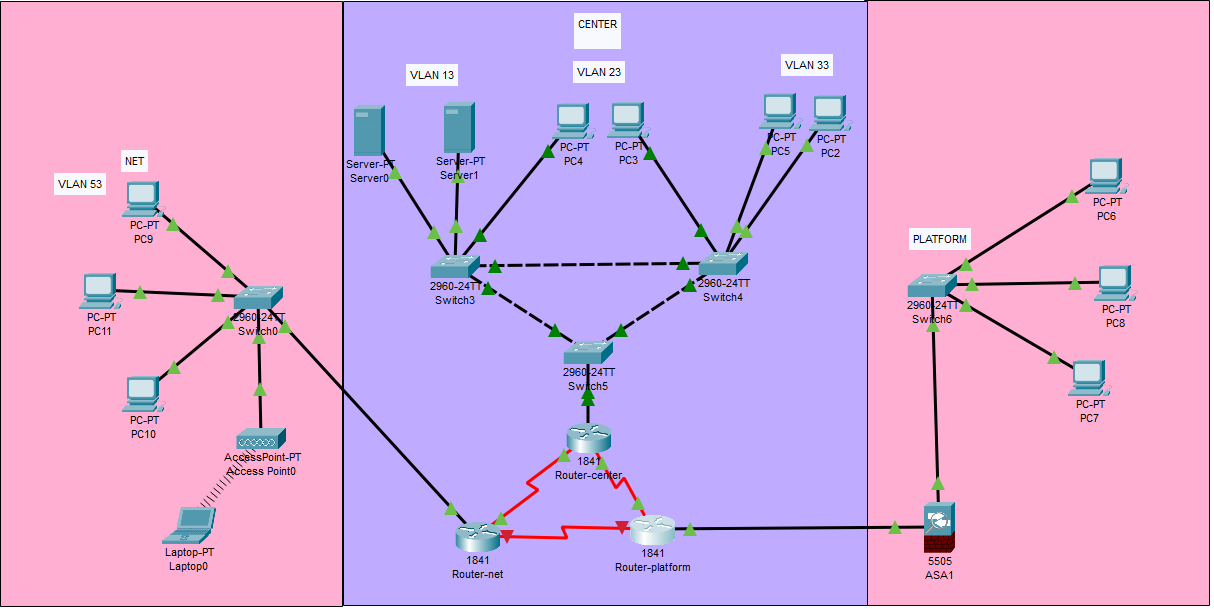 CENTER
VLAN 13
VLAN 23
VLAN 33
Server-PT
Server0
Server-PT
Server1
PC-PT
PC4
PC-PT
PC3
PC-PT
PC5
PC-PT
PC2
NET
VLAN 53
PC-PT
PC9
PC-PT
PC11
2960-24TT
Switch0
PC-PT
PC10
AccessPoint-PT
Access Point0
Laptop-PT
Laptop0
2960-24TT
Switch3
2960-24TT
Switch4
2960-24TT
Switch5
1841
Router-center
1841
Router-net
1841
Router-platform
PLATFORM
PC-PT
PC6
2960-24TT
Switch6
PC-PT
PC8
PC-PT
PC7
5505
ASA1